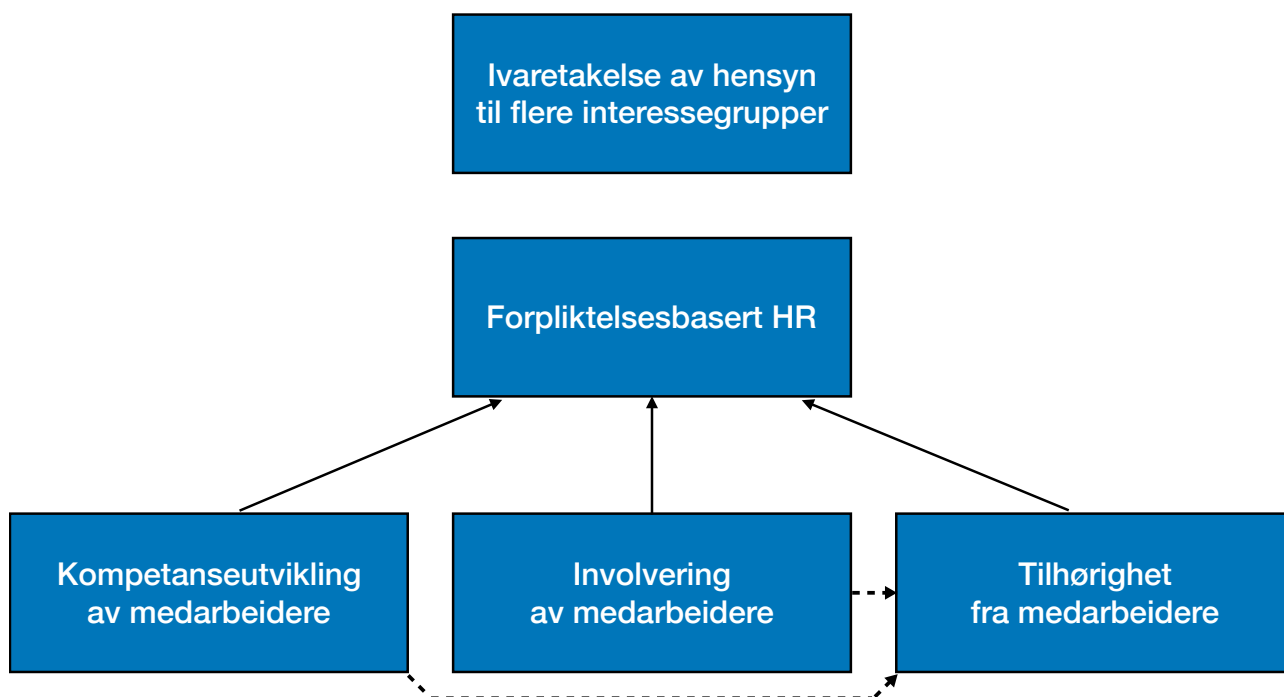 Ivaretakelse av hensyn
til flere interessegrupper
Forpliktelsesbasert HR
Kompetanseutvikling
av medarbeidere
Involvering
av medarbeidere
Tilhørighet
fra medarbeidere